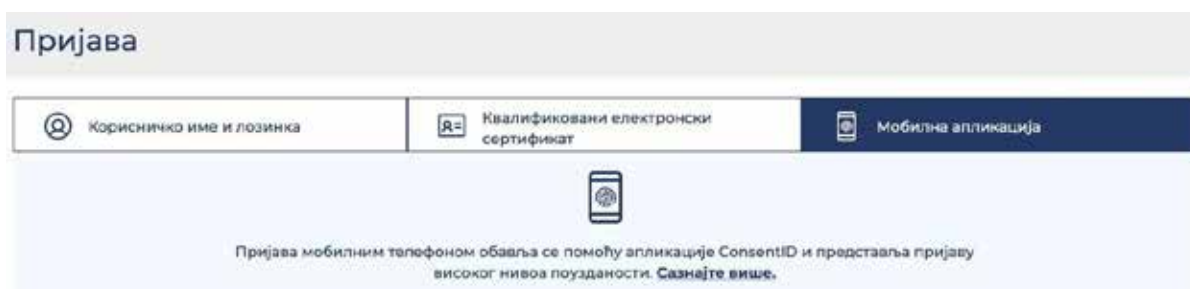 Пријава
Корисничко име и лозинка
Квалификовани електронски
сертификат
Мобилна апликација
Пријава мобилним телефоном обавља се помоћу апликације ConsentID и представља пријаву
високог нивоа поузданости. Сазнајте више.